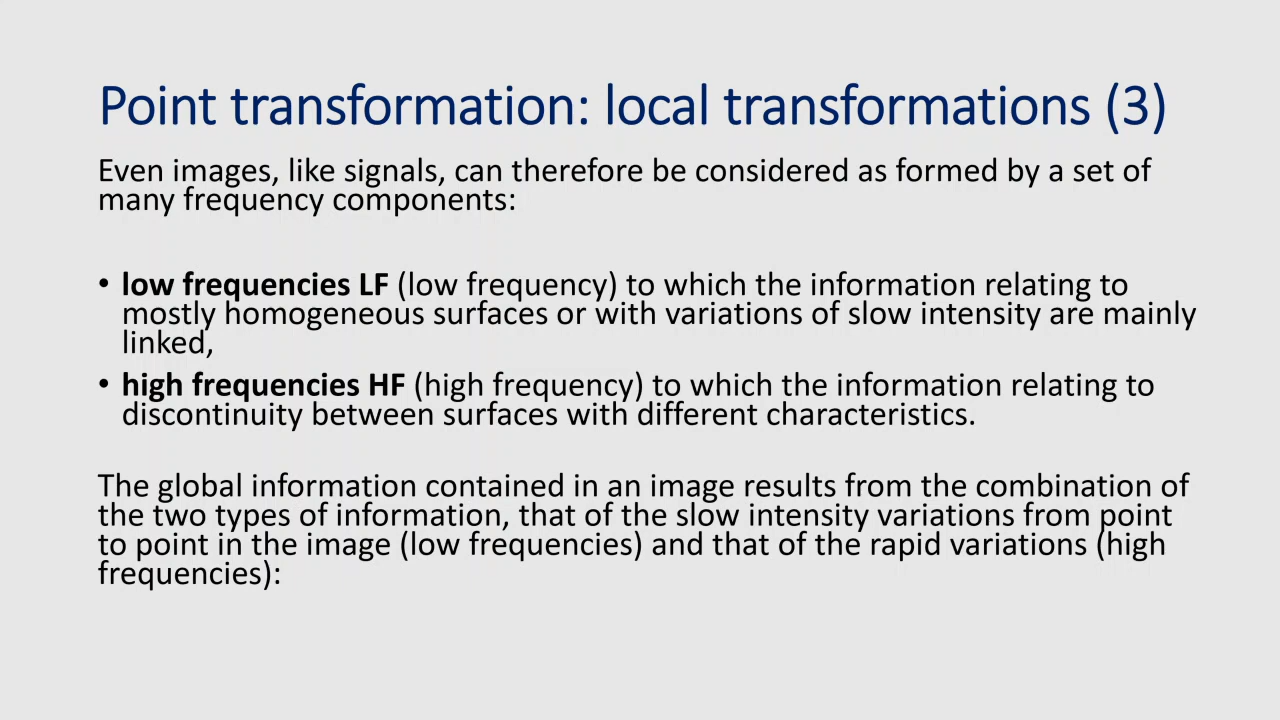 Point transformation: local transformations (3)
Even images, like signals, can therefore be considered as formed by a set of
many frequency components:
• low frequencies LF (low frequency) to which the information relating to
mostly homogeneous surfaces or with variations of slow intensity are mainly
linked,
• high frequencies HF (high frequency) to which the information relating to
discontinuity between surfaces with different characteristics.
The global information contained in an image results from the combination of
the two types of information, that of the slow intensity variations from point
to point in the image (low frequencies) and that of the rapid variations (high
frequencies):